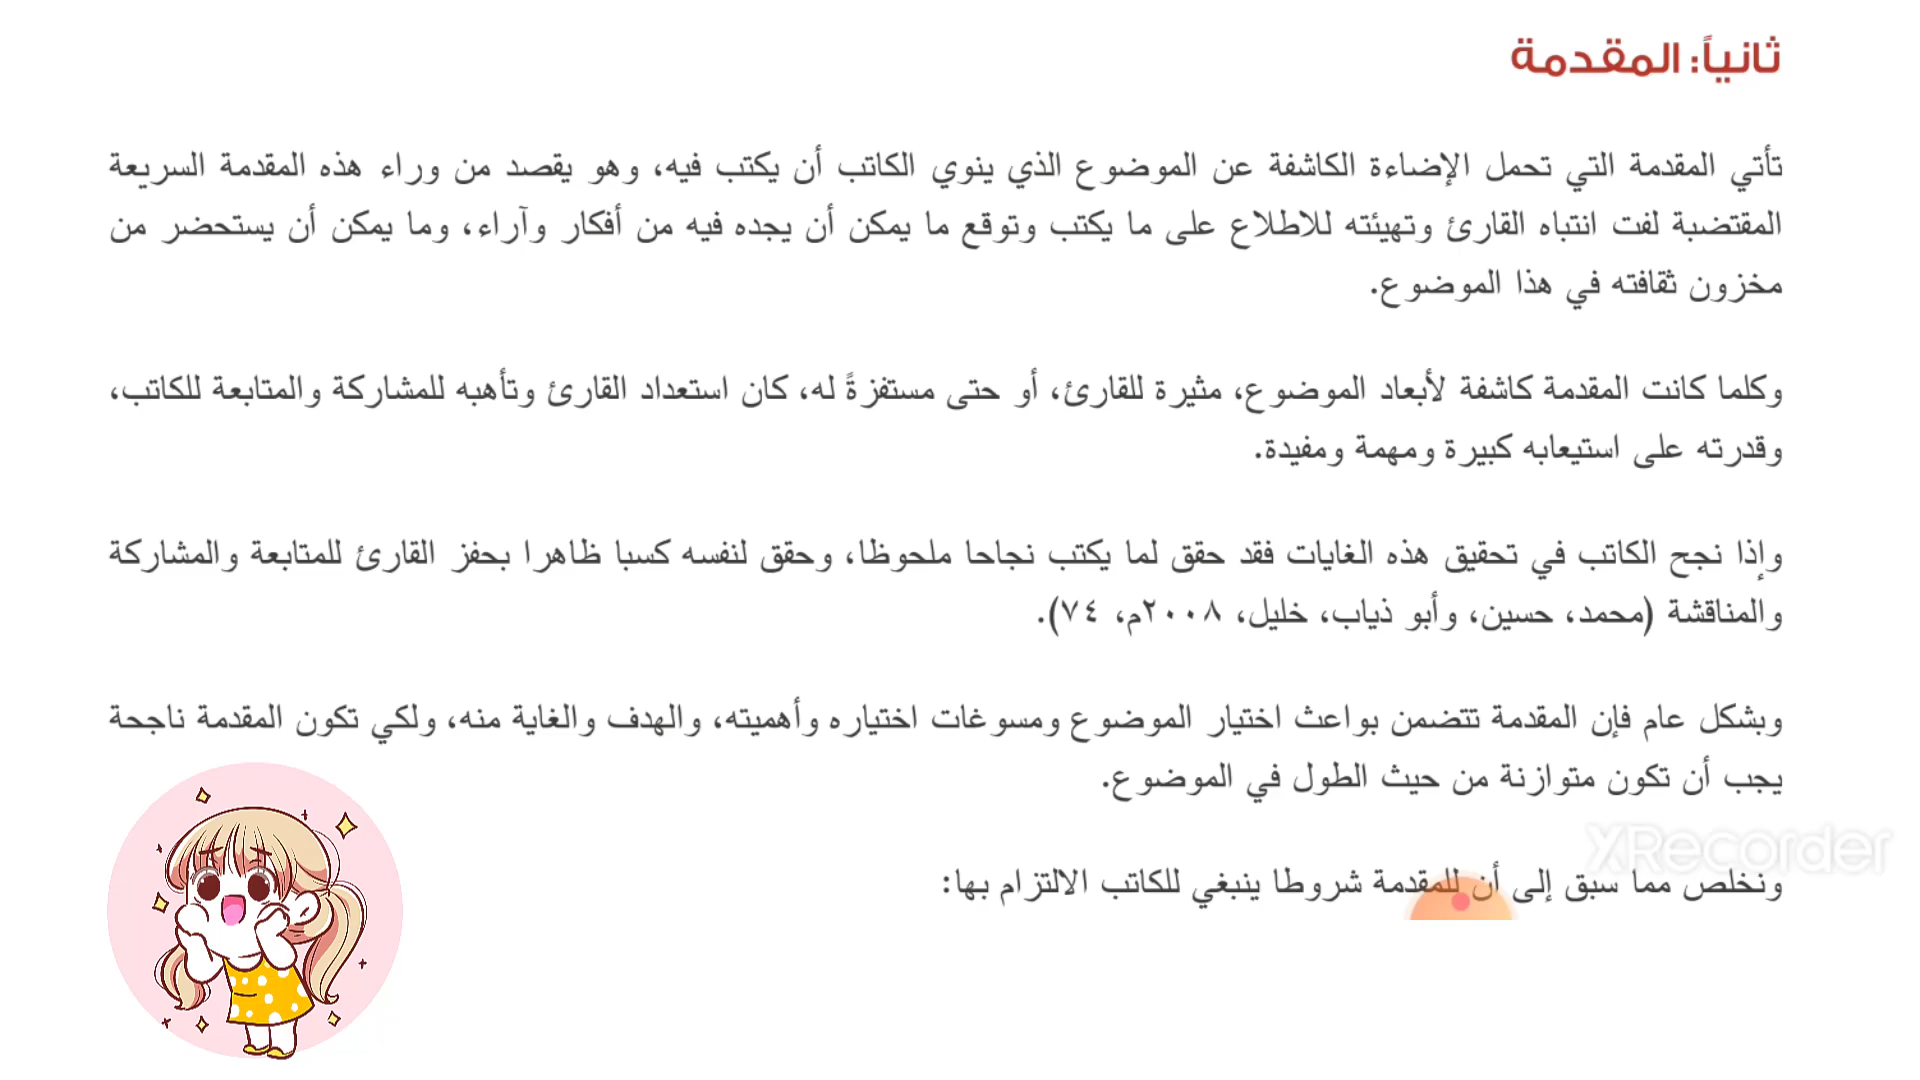 ثانياً: المقدمة
تأتي المقدمة التي تحمل الإضاءة الكاشفة عن الموضوع الذي ينوي الكاتب أن يكتب فيه، وهو يقصد من وراء هذه المقدمة السريعة
المقتضبة لفت انتباه القارئ وتهيئته للاطلاع على ما يكتب وتوقع ما يمكن أن يجده فيه من أفكار وآراء، وما يمكن أن يستحضر من
مخزون ثقافته في هذا الموضوع.
وكلما كانت المقدمة كاشفة لأبعاد الموضوع، مثيرة للقارئ، أو حتى مستفزةً له، كان استعداد القارئ وتأهبه للمشاركة والمتابعة للكاتب،
وقدرته على استيعابه كبيرة ومهمة ومفيدة.
وإذا نجح الكاتب في تحقيق هذه الغايات فقد حقق لما يكتب نجاحا ملحوظا، وحقق لنفسه كسبا ظاهرا بحفز القارئ للمتابعة والمشاركة
والمناقشة (محمد، حسين، وأبو ذياب، خليل، ٢٠٠٨م، ٧٤).
وبشكل عام فإن المقدمة تتضمن بواعث اختيار الموضوع ومسوغات اختياره وأهميته، والهدف والغاية منه، ولكي تكون المقدمة ناجحة
يجب أن تكون متوازنة من حيث الطول في الموضوع.
XRecorder
ونخلص مما سبق إلى أن للمقدمة شروطا ينبغي للكاتب الالتزام بها: